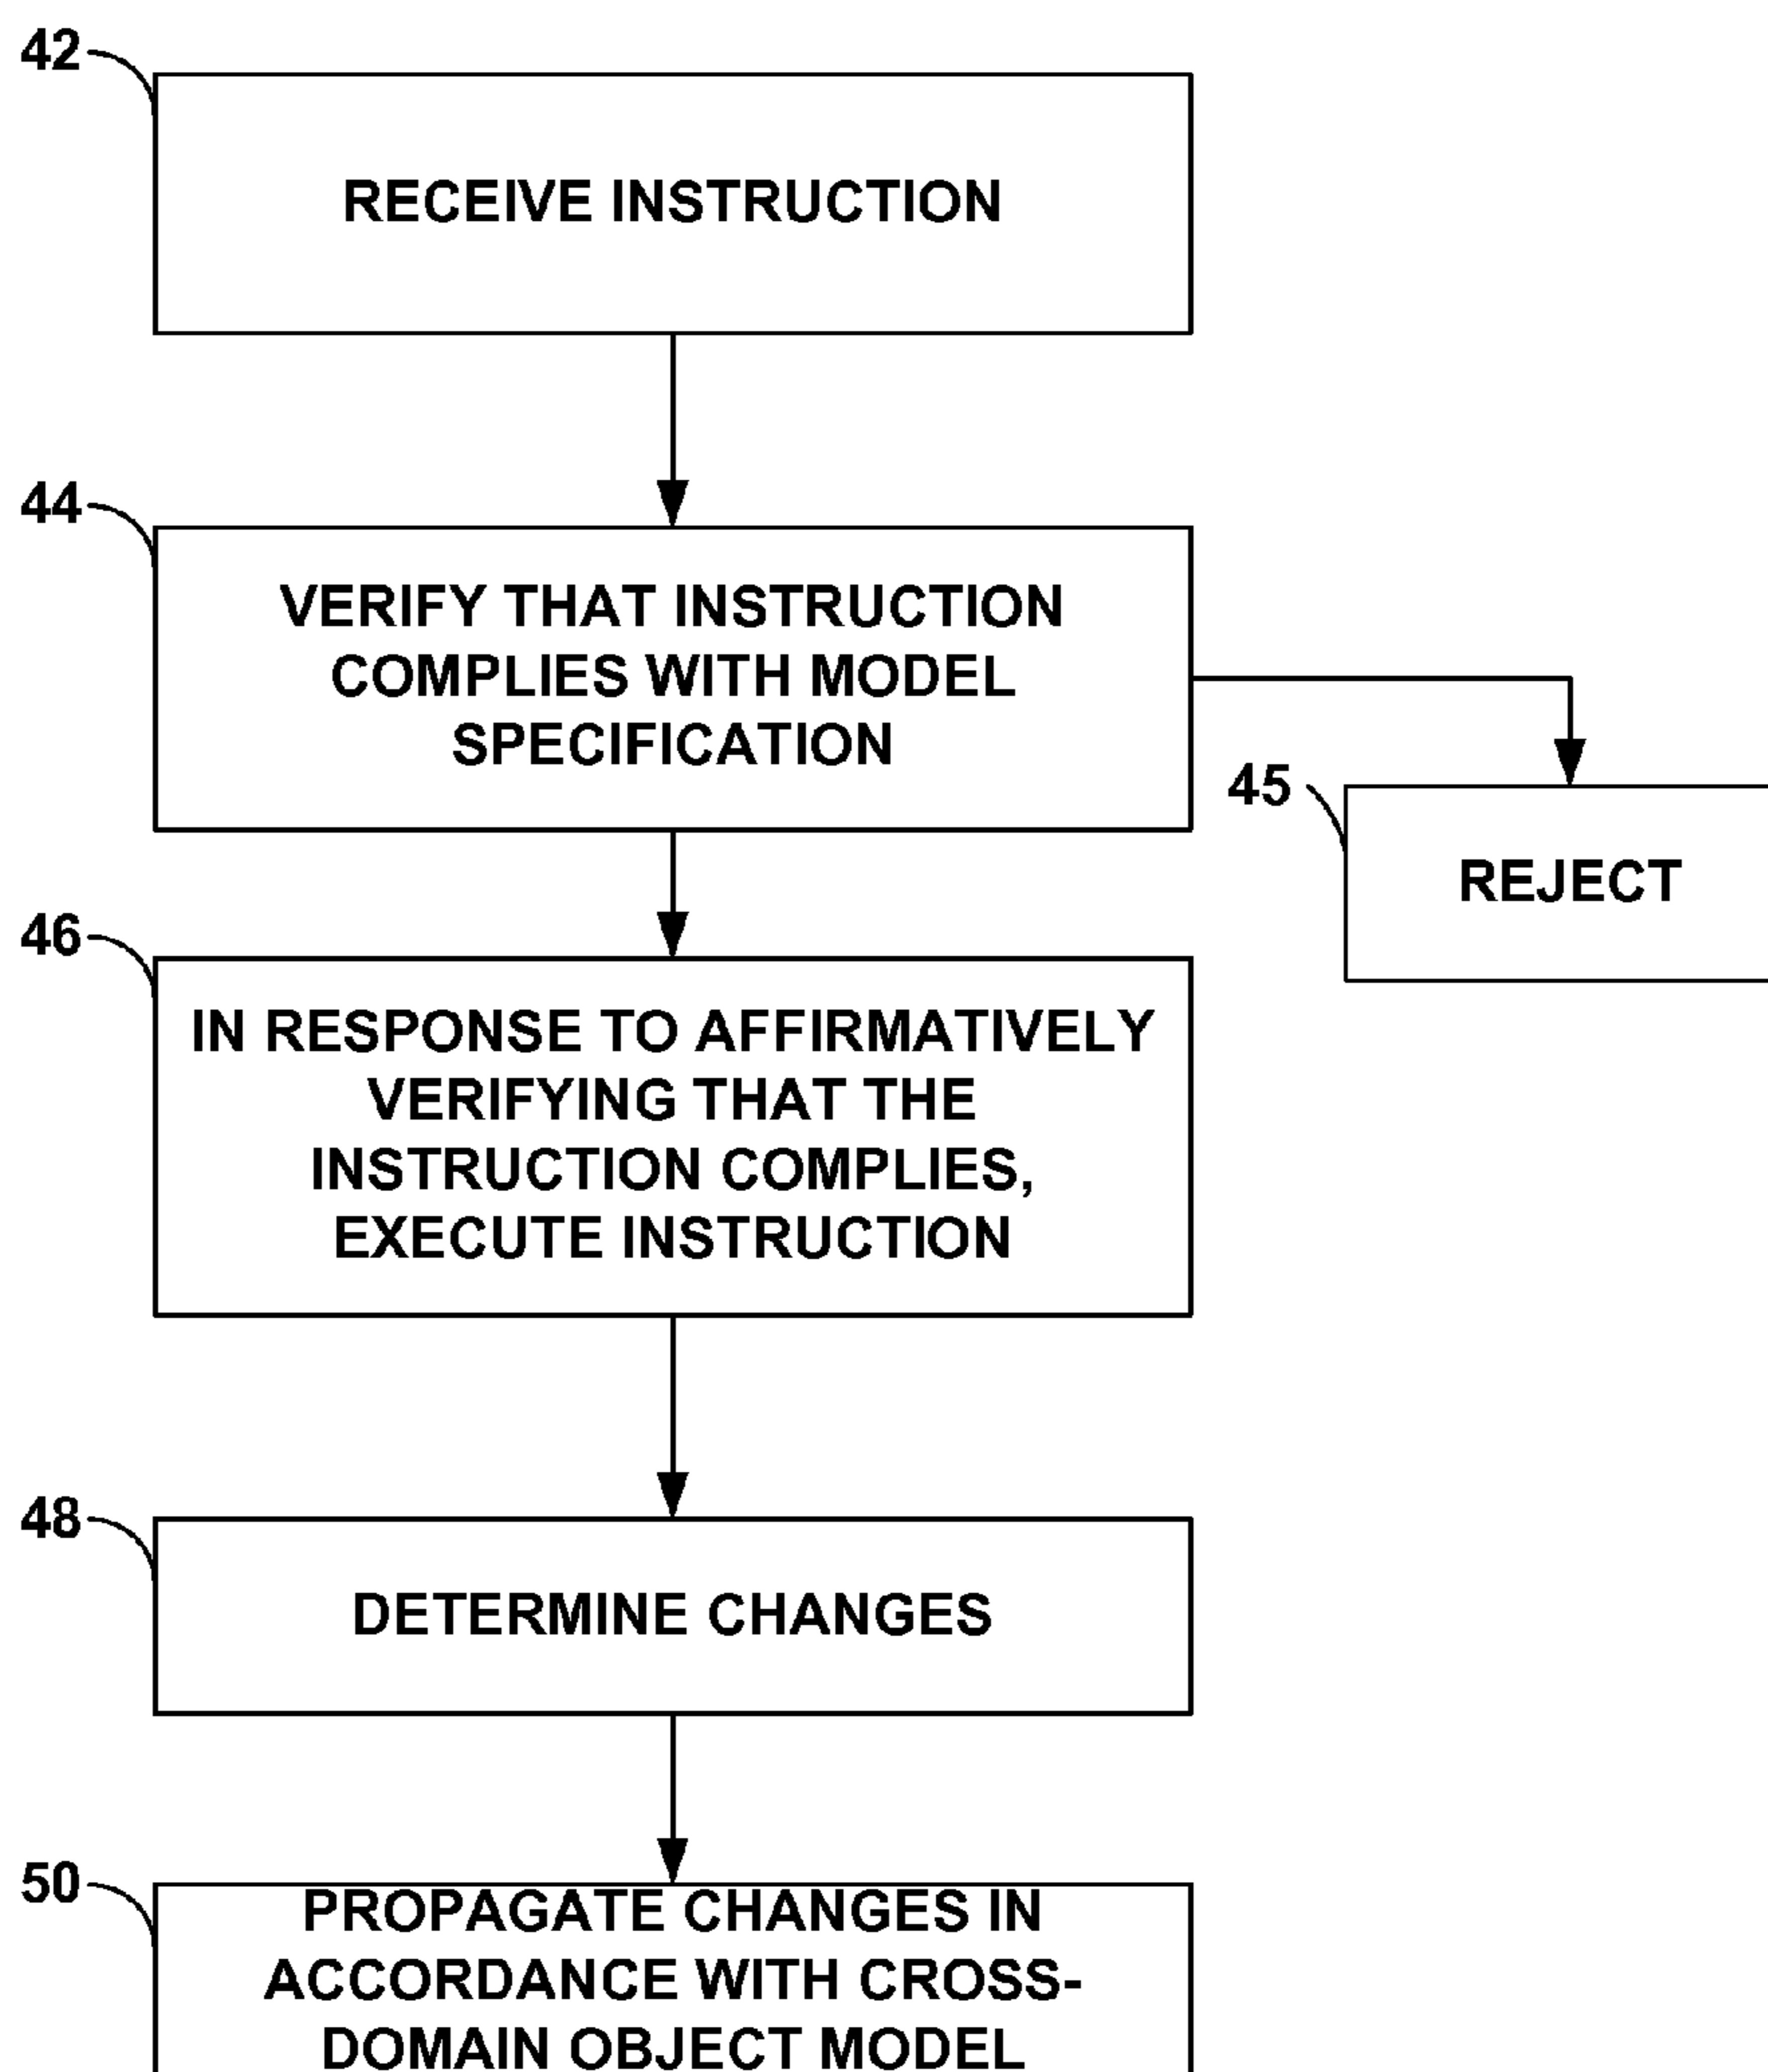 42
RECEIVE INSTRUCTION
44
VERIFY THAT INSTRUCTION
COMPLIES WITH MODEL
SPECIFICATION
45
REJECT
46
IN RESPONSE TO AFFIRMATIVELY
VERIFYING THAT THE
INSTRUCTION COMPLIES,
EXECUTE INSTRUCTION
48
DETERMINE CHANGES
50
PROPAGATE CHANGES IN
ACCORDANCE WITH CROSS-
DOMAIN OBJECT MODEL